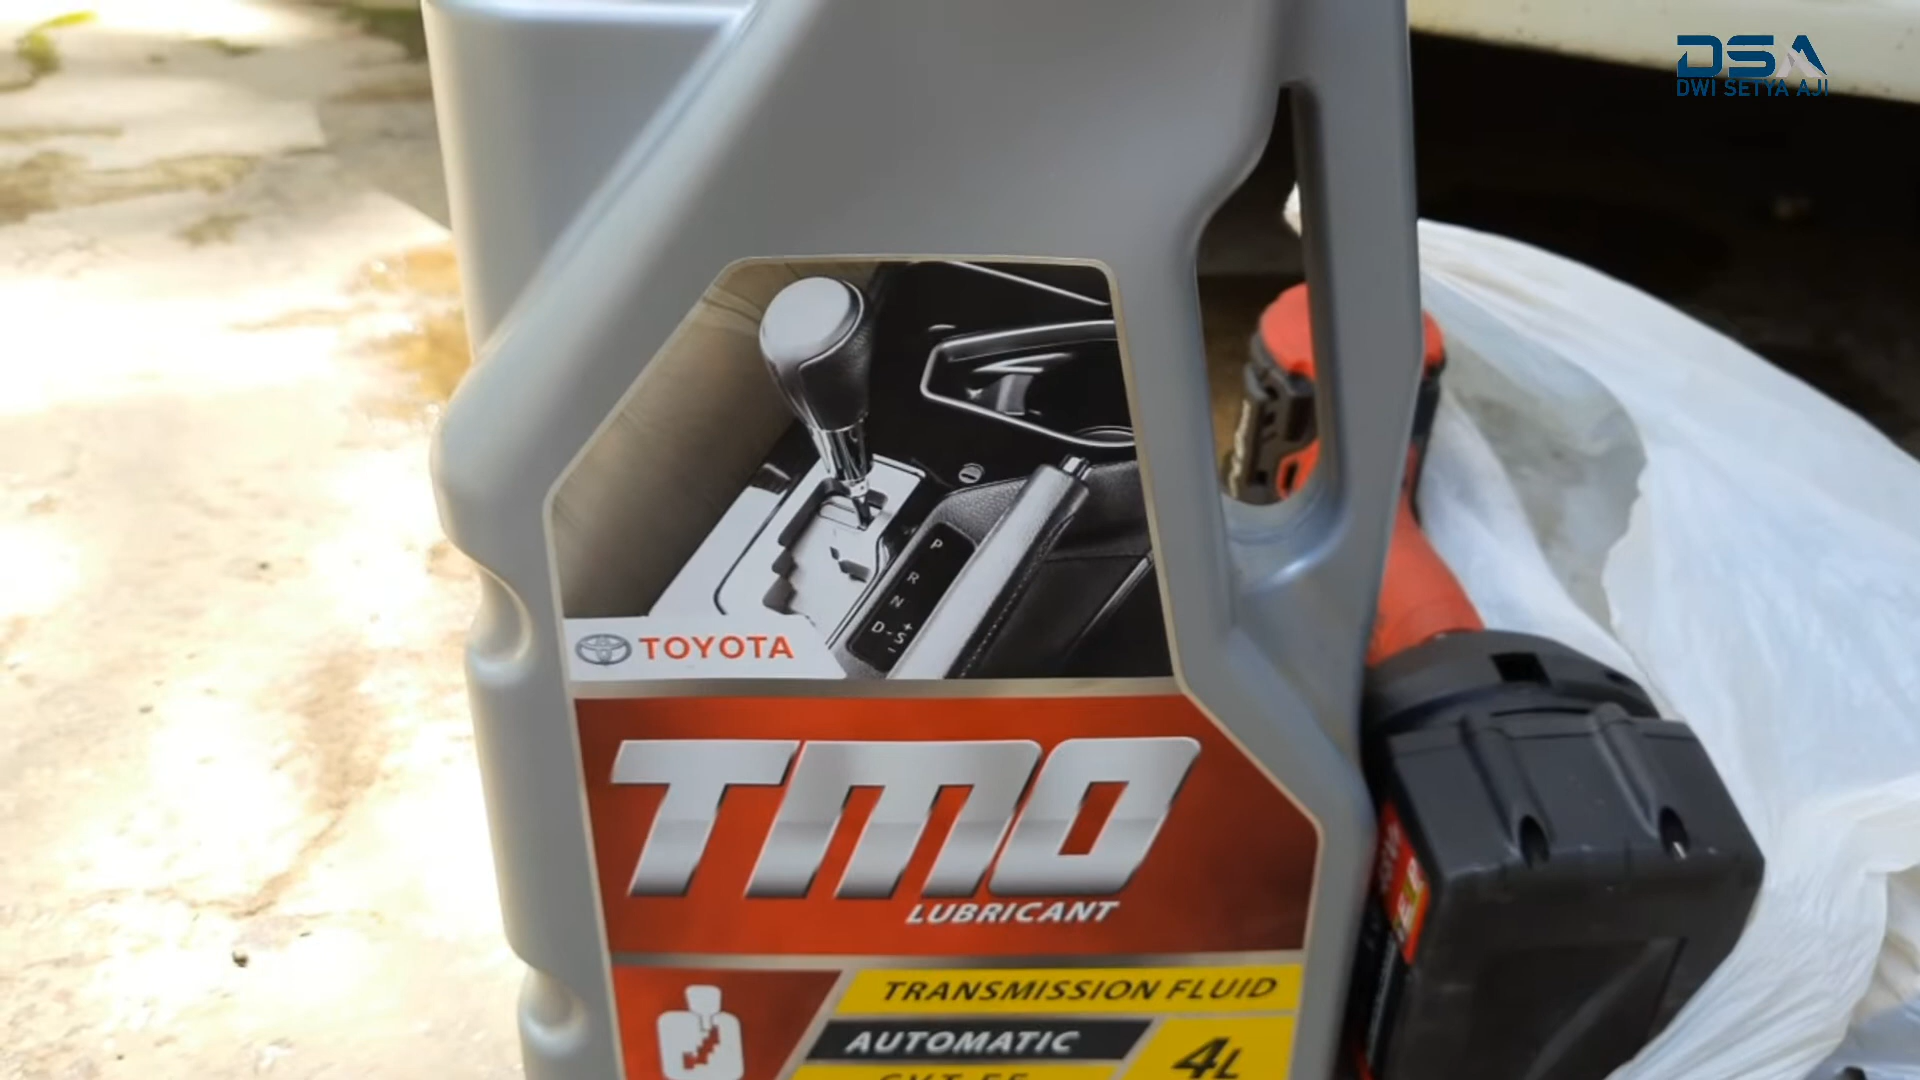 DSA
DWI SETYA AJI
P
R
N
D-S
+
-
TOYOTA
TMO
LUBRICANT
TRANSMISSION FLUID
AUTOMATIC
4L